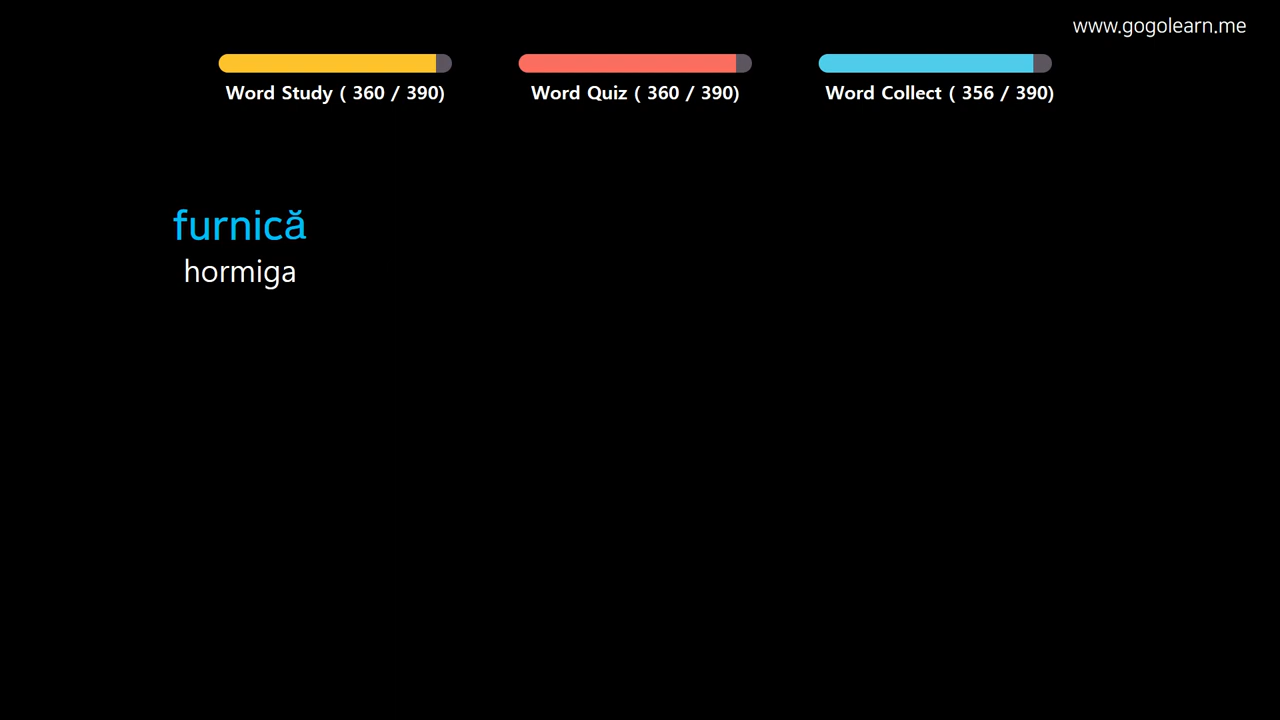 www.gogolearn.me
Word Study ( 360 / 390)
Word Quiz ( 360 / 390)
Word Collect ( 356 / 390)
furnică
hormiga